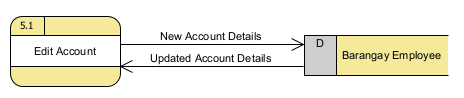 5.1
Edit Account
New Account Details
Updated Account Details
D
Barangay Employee